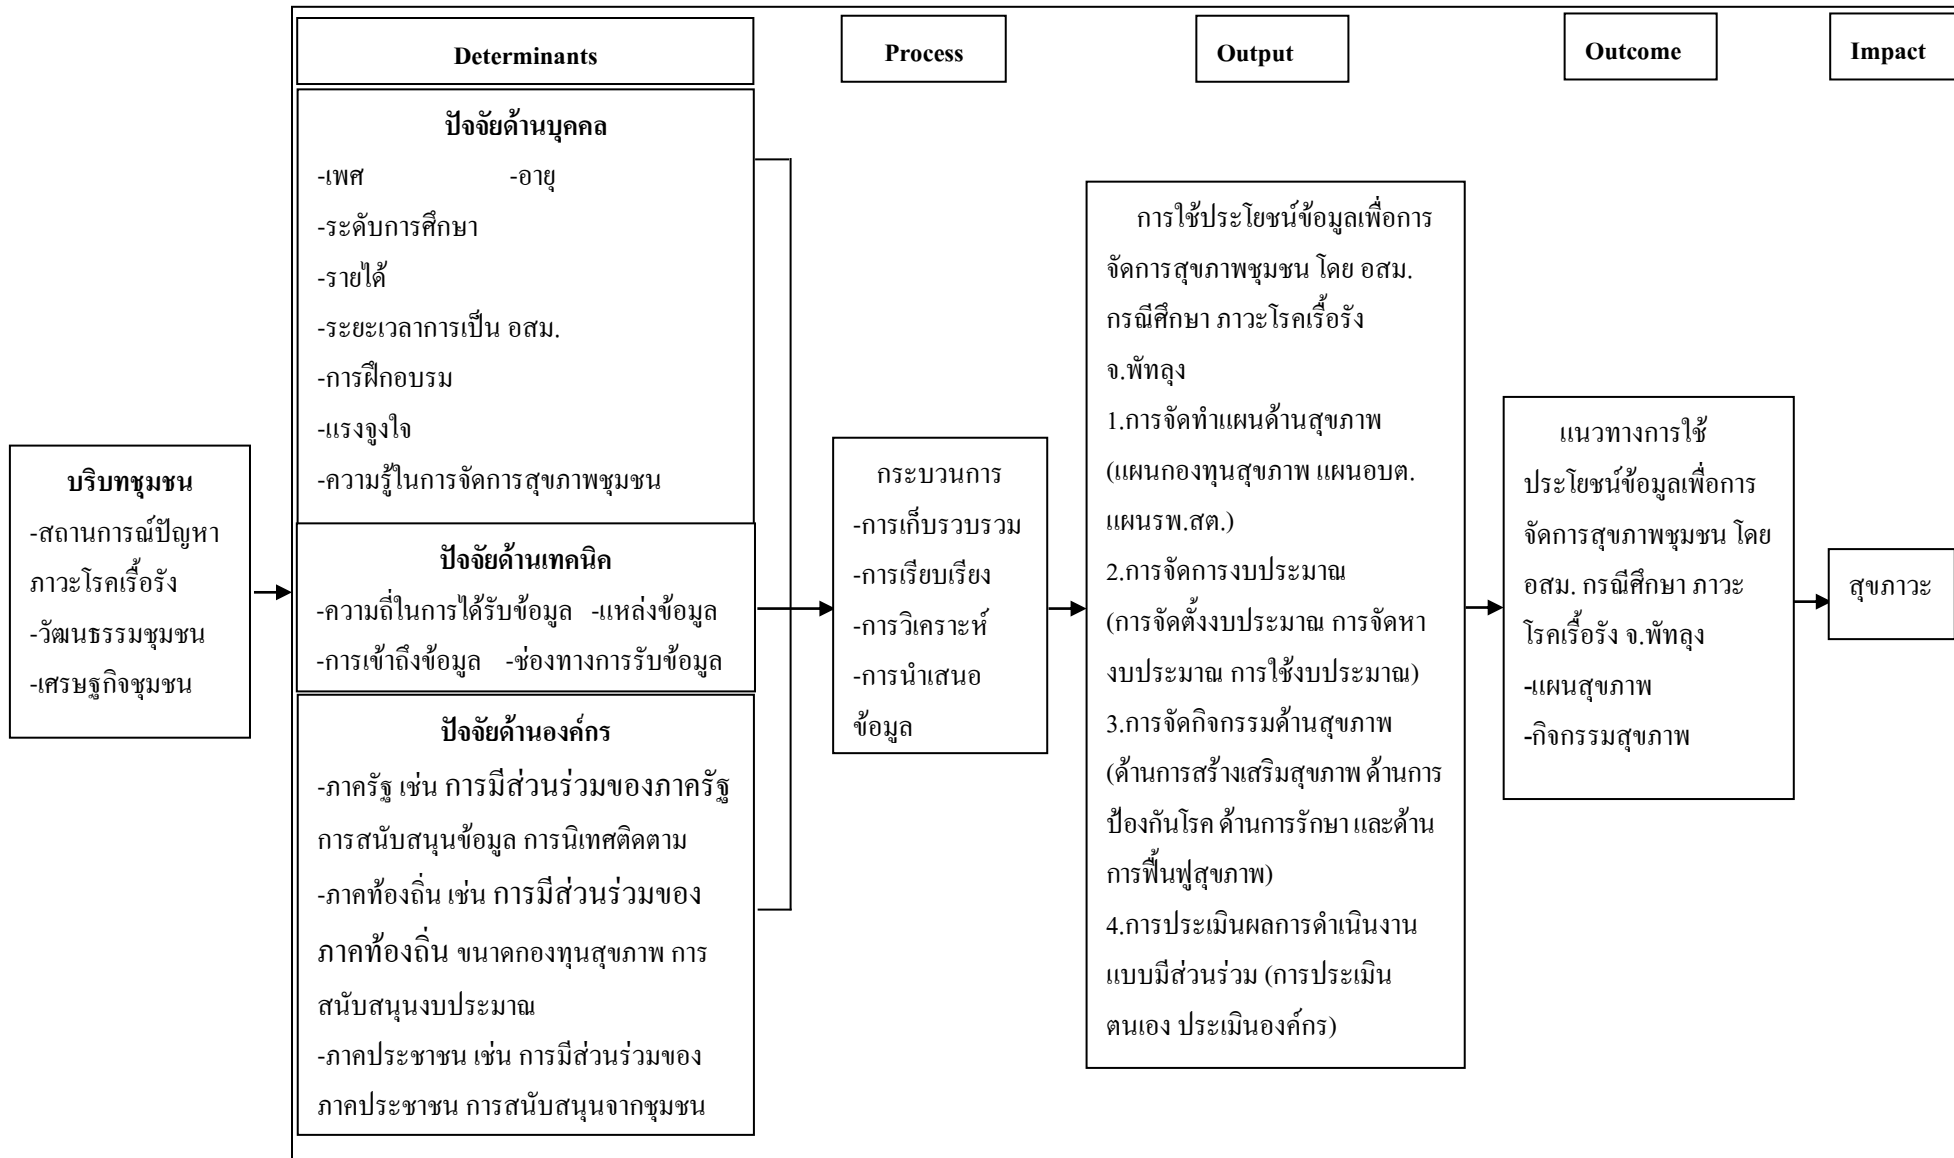 Determinants
Process
Output
Outcome
Impact
บริบทชุมชน
-สถานการณ์ปัญหา
ภาวะโรคเรื้อรัง
-วัฒนธรรมชุมชน
-เศรษฐกิจชุมชน
ปัจจัยด้านบุคคล
-เพศ -อายุ
-ระดับการศึกษา
-รายได้
-ระยะเวลาการเป็น อสม.
-การฝึกอบรม
-แรงจูงใจ
-ความรู้ในการจัดการสุขภาพชุมชน
ปัจจัยด้านเทคนิค
-ความถี่ในการได้รับข้อมูล -แหล่งข้อมูล
-การเข้าถึงข้อมูล -ช่องทางการรับข้อมูล
ปัจจัยด้านองค์กร
-ภาครัฐ เช่น การมีส่วนร่วมของภาครัฐ
การสนับสนุนข้อมูล การนิเทศติดตาม
-ภาคท้องถิ่น เช่น การมีส่วนร่วมของ
ภาคท้องถิ่น ขนาดกองทุนสุขภาพ การ
สนับสนุนงบประมาณ
-ภาคประชาชน เช่น การมีส่วนร่วมของ
ภาคประชาชน การสนับสนุนจากชุมชน
กระบวนการ
-การเก็บรวบรวม
-การเรียบเรียง
-การวิเคราะห์
-การนำเสนอ
ข้อมูล
การใช้ประโยชน์ข้อมูลเพื่อการ
จัดการสุขภาพชุมชน โดย อสม.
กรณีศึกษา ภาวะโรคเรื้อรัง
จ.พัทลุง
1.การจัดทำแผนด้านสุขภาพ
(แผนกองทุนสุขภาพ แผนอบต.
แผนรพ.สต.)
2.การจัดการงบประมาณ
(การจัดตั้งงบประมาณ การจัดหา
งบประมาณ การใช้งบประมาณ)
3.การจัดกิจกรรมด้านสุขภาพ
(ด้านการสร้างเสริมสุขภาพ ด้านการ
ป้องกันโรค ด้านการรักษา และด้าน
การฟื้นฟูสุขภาพ)
4.การประเมินผลการดำเนินงาน
แบบมีส่วนร่วม (การประเมิน
ตนเอง ประเมินองค์กร)
แนวทางการใช้
ประโยชน์ข้อมูลเพื่อการ
จัดการสุขภาพชุมชน โดย
อสม. กรณีศึกษา ภาวะ
โรคเรื้อรัง จ.พัทลุง
-แผนสุขภาพ
-กิจกรรมสุขภาพ
สุขภาวะ